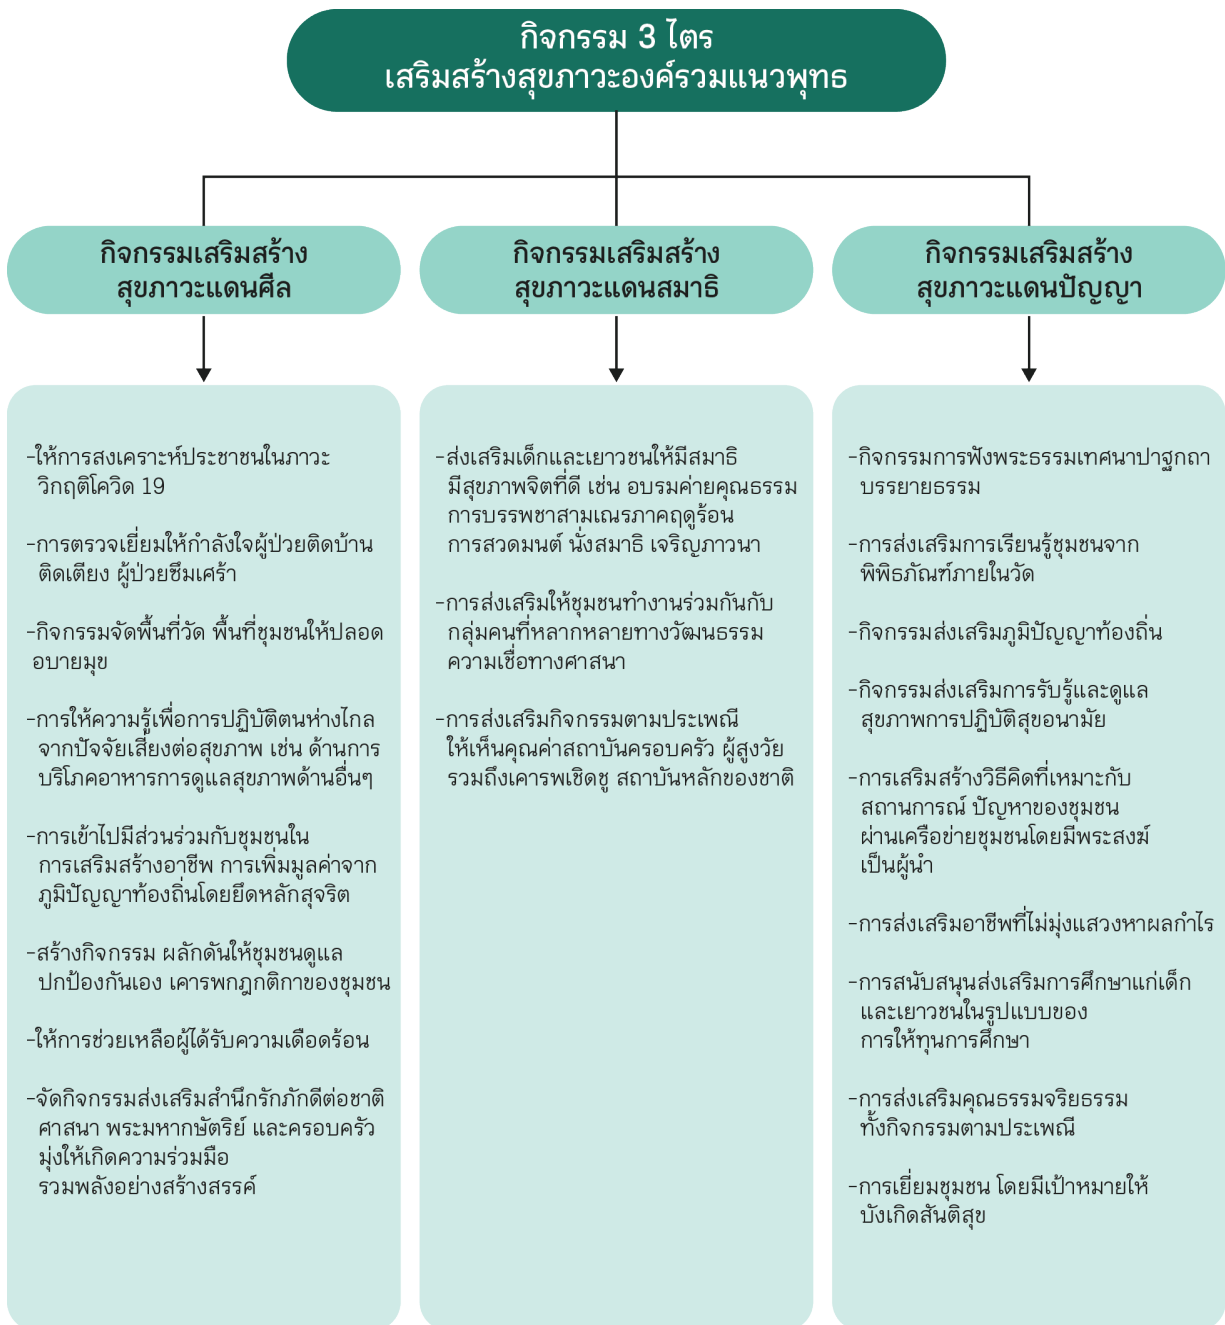 กิจกรรม 3 ไตร
เสริมสร้างสุขภาวะองค์รวมแนวพุทธ
กิจกรรมเสริมสร้าง
สุขภาวะแดนศีล
-ให้การสงเคราะห์ประชาชนในภาวะ
วิกฤติโควิด 19
-การตรวจเยี่ยมให้กำลังใจผู้ป่วยติดบ้าน
ติดเตียง ผู้ป่วยซึมเศร้า
-กิจกรรมจัดพื้นที่วัด พื้นที่ชุมชนให้ปลอด
อบายมุข
-การให้ความรู้เพื่อการปฏิบัติตนห่างไกล
จากปัจจัยเสี่ยงต่อสุขภาพ เช่น ด้านการ
บริโภคอาหารการดูแลสุขภาพด้านอื่นๆ
-การเข้าไปมีส่วนร่วมกับชุมชนใน
การเสริมสร้างอาชีพ การเพิ่มมูลค่าจาก
ภูมิปัญญาท้องถิ่นโดยยึดหลักสุจริต
-สร้างกิจกรรม ผลักดันให้ชุมชนดูแล
ปกป้องกันเอง เคารพกฎกติกาของชุมชน
-ให้การช่วยเหลือผู้ได้รับความเดือดร้อน
-จัดกิจกรรมส่งเสริมสำนึกรักภักดีต่อชาติ
ศาสนา พระมหากษัตริย์ และครอบครัว
มุ่งให้เกิดความร่วมมือ
รวมพลังอย่างสร้างสรรค์
กิจกรรมเสริมสร้าง
สุขภาวะแดนสมาธิ
-ส่งเสริมเด็กและเยาวชนให้มีสมาธิ
มีสุขภาพจิตที่ดี เช่น อบรมค่ายคุณธรรม
การบรรพชาสามเณรภาคฤดูร้อน
การสวดมนต์ นั่งสมาธิ เจริญภาวนา
-การส่งเสริมให้ชุมชนทำงานร่วมกันกับ
กลุ่มคนที่หลากหลายทางวัฒนธรรม
ความเชื่อทางศาสนา
-การส่งเสริมกิจกรรมตามประเพณี
ให้เห็นคุณค่าสถาบันครอบครัว ผู้สูงวัย
รวมถึงเคารพเชิดชู สถาบันหลักของชาติ
กิจกรรมเสริมสร้าง
สุขภาวะแดนปัญญา
-กิจกรรมการฟังพระธรรมเทศนาปาฐกถา
บรรยายธรรม
-การส่งเสริมการเรียนรู้ชุมชนจาก
พิพิธภัณฑ์ภายในวัด
-กิจกรรมส่งเสริมภูมิปัญญาท้องถิ่น
-กิจกรรมส่งเสริมการรับรู้และดูแล
สุขภาพการปฏิบัติสุขอนามัย
-การเสริมสร้างวิธีคิดที่เหมาะกับ
สถานการณ์ ปัญหาของชุมชน
ผ่านเครือข่ายชุมชนโดยมีพระสงฆ์
เป็นผู้นำ
-การส่งเสริมอาชีพที่ไม่มุ่งแสวงหาผลกำไร
-การสนับสนุนส่งเสริมการศึกษาแก่เด็ก
และเยาวชนในรูปแบบของ
การให้ทุนการศึกษา
-การส่งเสริมคุณธรรมจริยธรรม
ทั้งกิจกรรมตามประเพณี
-การเยี่ยมชุมชน โดยมีเป้าหมายให้
บังเกิดสันติสุข